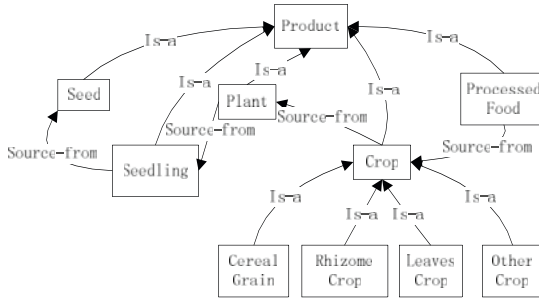 Product
Is-a
Is-a
Is-a
Is-a
Is-a
Seed
Plant
Processed
Food
Source-from
Source-from
Source-from
Source-from
Seedling
Crop
Is-a
Is-a
Is-a
Is-a
Cereal
Grain
Rhizome
Crop
Leaves
Crop
Other
Crop